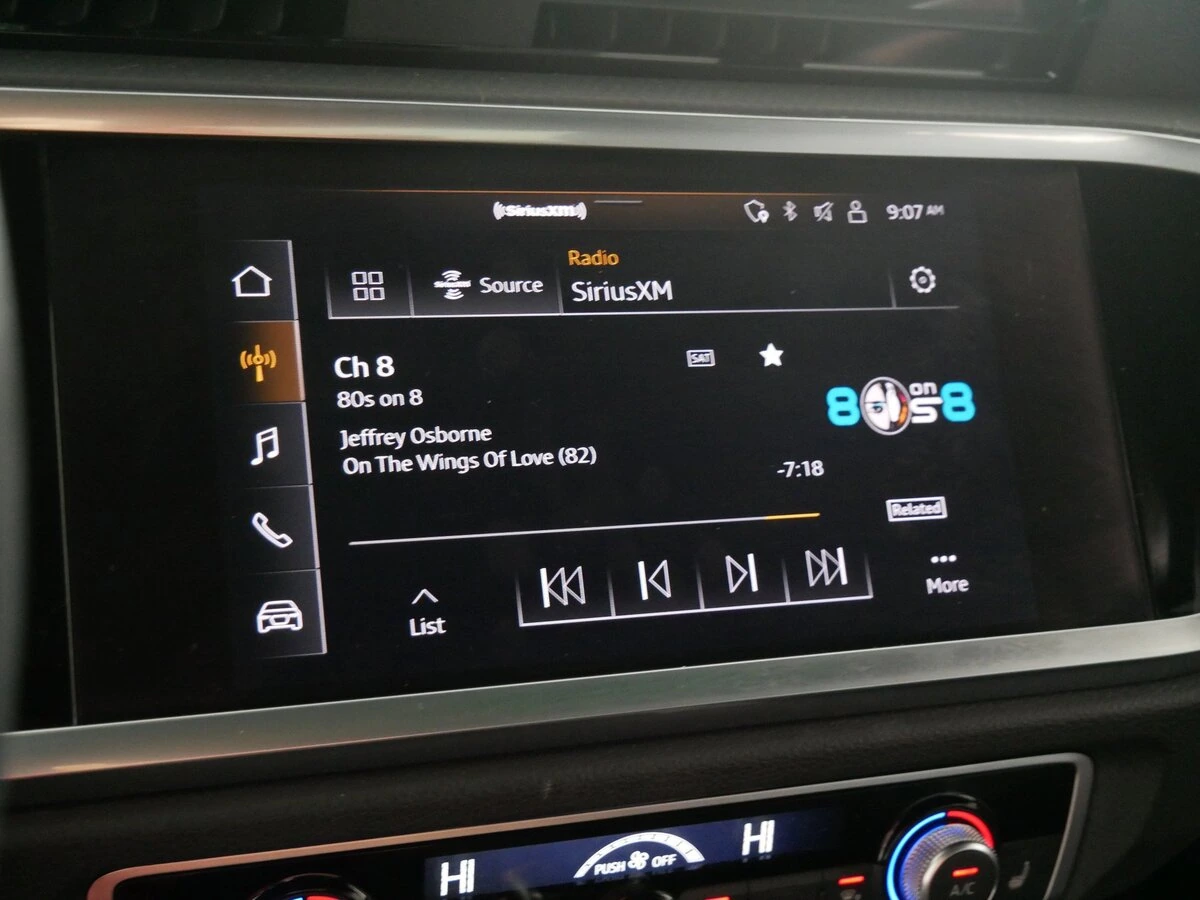 SiriusXM
9:07 AM
Radio
Source
SiriusXM
Ch 8
SAT
80s on 8
80s on 8
Jeffrey Osborne
On The Wings Of Love (82)
-7:18
Related
List
More
HI
PUSH OFF
HI
A/C